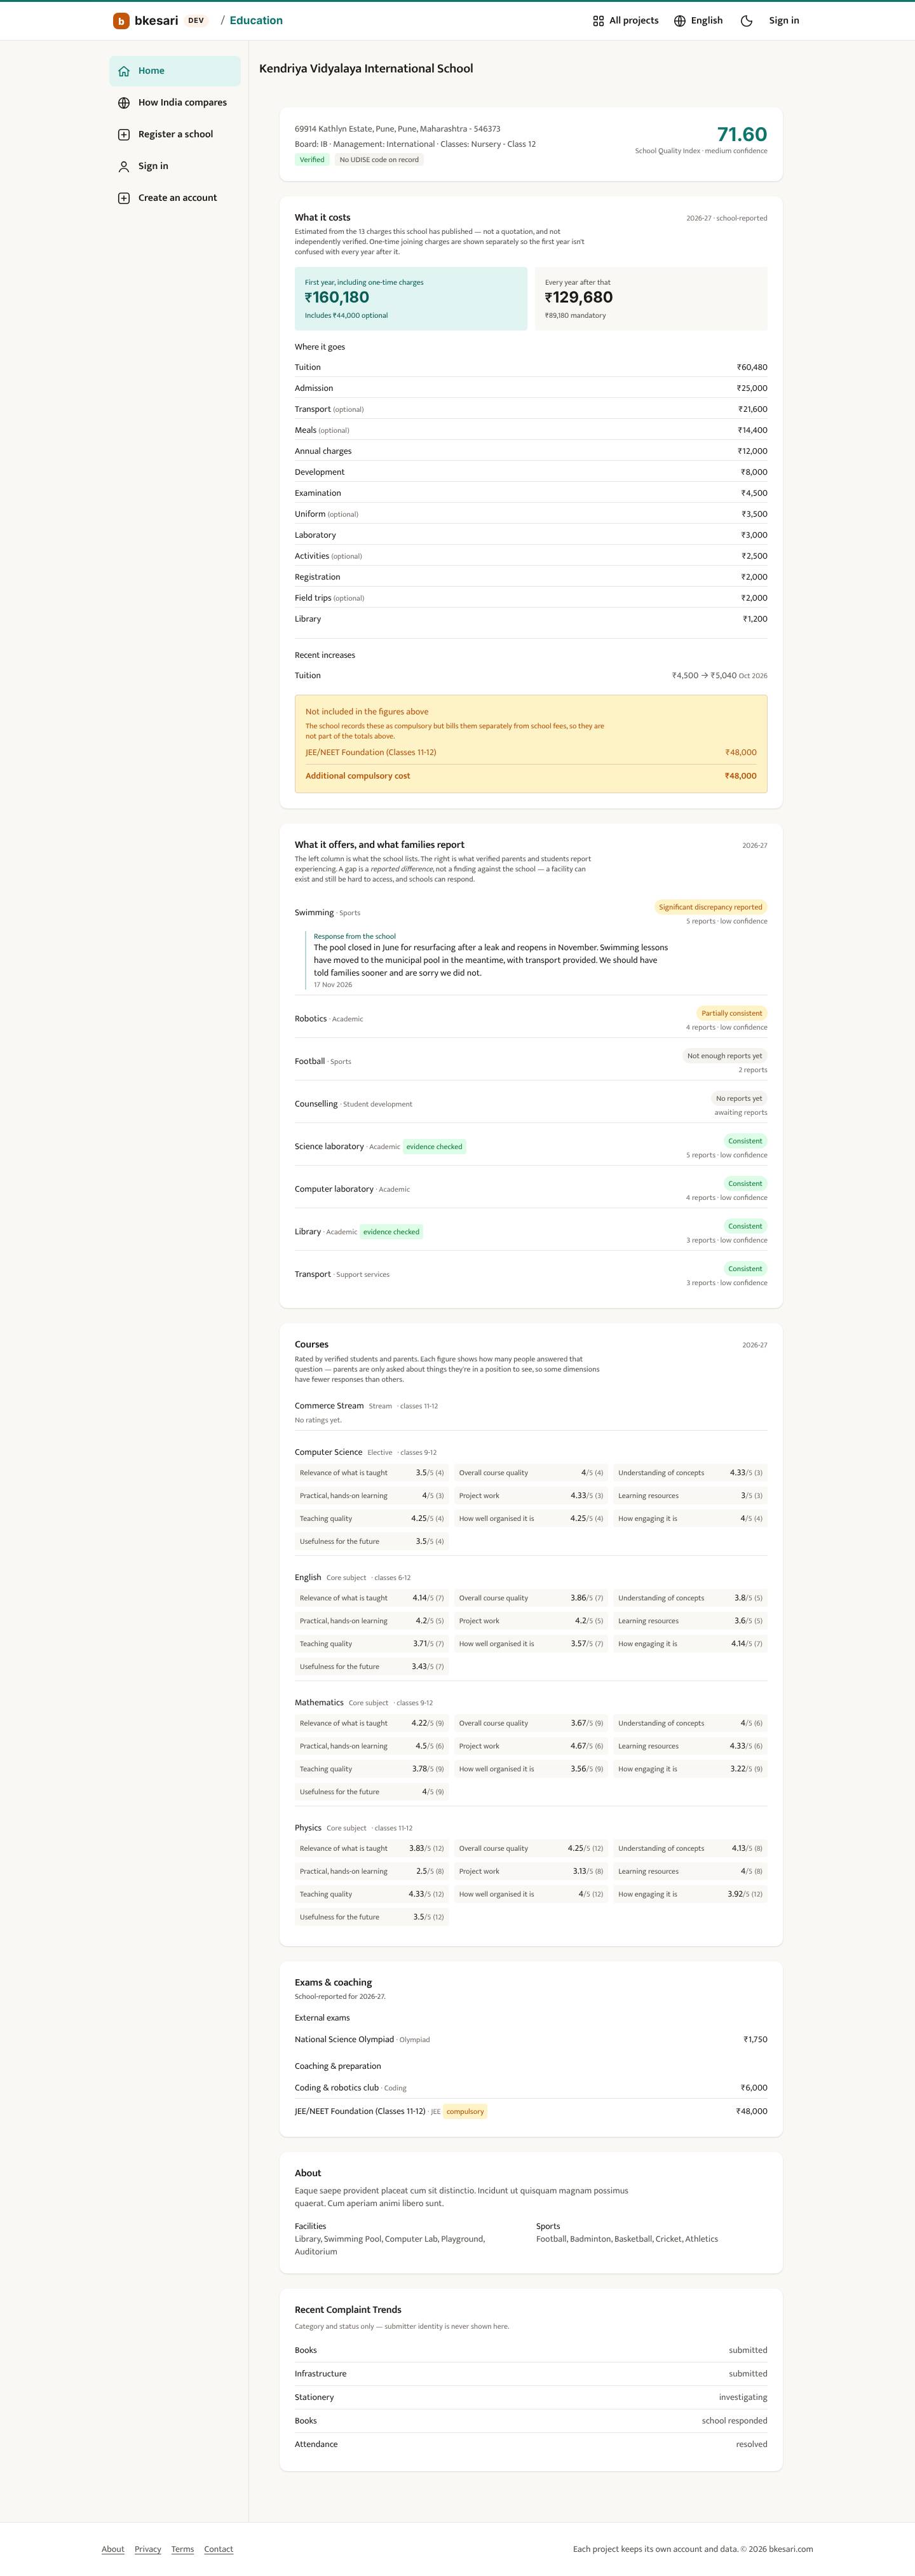 b bkesari DEV / Education
All projects English Sign in
Home
How India compares
Register a school
Sign in
Create an account
Kendriya Vidyalaya International School
69914 Kathlyn Estate, Pune, Pune, Maharashtra - 546373
Board: IB · Management: International · Classes: Nursery - Class 12
Verified No UDISE code on record
71.60
School Quality Index · medium confidence
What it costs
2026-27 · school-reported
Estimated from the 13 charges this school has published — not a quotation, and not
independently verified. One-time joining charges are shown separately so the first year isn't
confused with every year after it.
First year, including one-time charges
₹160,180
Includes ₹44,000 optional
Every year after that
₹129,680
₹89,180 mandatory
Where it goes
Tuition ₹60,480
Admission ₹25,000
Transport (optional) ₹21,600
Meals (optional) ₹14,400
Annual charges ₹12,000
Development ₹8,000
Examination ₹4,500
Uniform (optional) ₹3,500
Laboratory ₹3,000
Activities (optional) ₹2,500
Registration ₹2,000
Field trips (optional) ₹2,000
Library ₹1,200
Recent increases
Tuition ₹4,500 → ₹5,040 Oct 2026
Not included in the figures above
The school records these as compulsory but bills them separately from school fees, so they are
not part of the totals above.
JEE/NEET Foundation (Classes 11-12) ₹48,000
Additional compulsory cost ₹48,000
What it offers, and what families report
2026-27
The left column is what the school lists. The right is what verified parents and students report
experiencing. A gap is a reported difference, not a finding against the school — a facility can
exist and still be hard to access, and schools can respond.
Swimming · Sports Significant discrepancy reported
5 reports · low confidence
Response from the school
The pool closed in June for resurfacing after a leak and reopens in November. Swimming lessons
have moved to the municipal pool in the meantime, with transport provided. We should have
told families sooner and are sorry we did not.
17 Nov 2026
Robotics · Academic Partially consistent
4 reports · low confidence
Football · Sports Not enough reports yet
2 reports
Counselling · Student development No reports yet
awaiting reports
Science laboratory · Academic evidence checked Consistent
5 reports · low confidence
Computer laboratory · Academic Consistent
4 reports · low confidence
Library · Academic evidence checked Consistent
3 reports · low confidence
Transport · Support services Consistent
3 reports · low confidence
Courses
2026-27
Rated by verified students and parents. Each figure shows how many people answered that
question — parents are only asked about things they're in a position to see, so some dimensions
have fewer responses than others.
Commerce Stream Stream · classes 11-12
No ratings yet.
Computer Science Elective · classes 9-12
Relevance of what is taught 3.5/5 (4) Overall course quality 4/5 (4) Understanding of concepts 4.33/5 (3)
Practical, hands-on learning 4/5 (3) Project work 4.33/5 (3) Learning resources 3/5 (3)
Teaching quality 4.25/5 (4) How well organised it is 4.25/5 (4) How engaging it is 4/5 (4)
Usefulness for the future 3.5/5 (4)
English Core subject · classes 6-12
Relevance of what is taught 4.14/5 (7) Overall course quality 3.86/5 (7) Understanding of concepts 3.8/5 (5)
Practical, hands-on learning 4.2/5 (5) Project work 4.2/5 (5) Learning resources 3.6/5 (5)
Teaching quality 3.71/5 (7) How well organised it is 3.57/5 (7) How engaging it is 4.14/5 (7)
Usefulness for the future 3.43/5 (7)
Mathematics Core subject · classes 9-12
Relevance of what is taught 4.22/5 (9) Overall course quality 3.67/5 (9) Understanding of concepts 4/5 (6)
Practical, hands-on learning 4.5/5 (6) Project work 4.67/5 (6) Learning resources 4.33/5 (6)
Teaching quality 3.78/5 (9) How well organised it is 3.56/5 (9) How engaging it is 3.22/5 (9)
Usefulness for the future 4/5 (9)
Physics Core subject · classes 11-12
Relevance of what is taught 3.83/5 (12) Overall course quality 4.25/5 (12) Understanding of concepts 4.13/5 (8)
Practical, hands-on learning 2.5/5 (8) Project work 3.13/5 (8) Learning resources 4/5 (8)
Teaching quality 4.33/5 (12) How well organised it is 4/5 (12) How engaging it is 3.92/5 (12)
Usefulness for the future 3.5/5 (12)
Exams & coaching
School-reported for 2026-27.
External exams
National Science Olympiad · Olympiad ₹1,750
Coaching & preparation
Coding & robotics club · Coding ₹6,000
JEE/NEET Foundation (Classes 11-12) · JEE compulsory ₹48,000
About
Eaque saepe provident placeat cum sit distinctio. Incidunt ut quisquam magnam possimus
quaerat. Cum aperiam animi libero sunt.
Facilities
Library, Swimming Pool, Computer Lab, Playground,
Auditorium
Sports
Football, Badminton, Basketball, Cricket, Athletics
Recent Complaint Trends
Category and status only — submitter identity is never shown here.
Books submitted
Infrastructure submitted
Stationery investigating
Books school responded
Attendance resolved
About Privacy Terms Contact
Each project keeps its own account and data. © 2026 bkesari.com